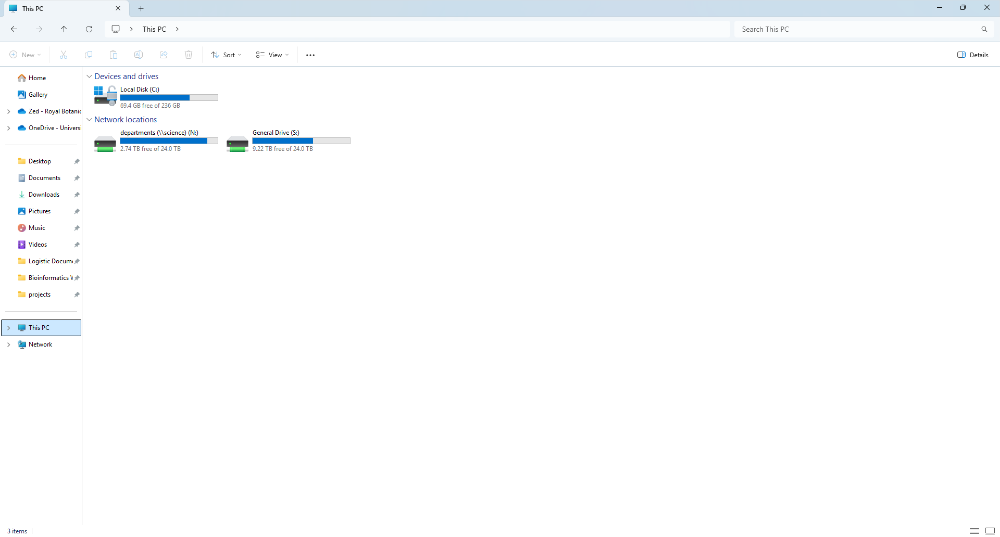 This PC
This PC
Search This PC
New
Sort
View
Details
Home
Gallery
Zed - Royal Botanic
OneDrive - Universi
Desktop
Documents
Downloads
Pictures
Music
Videos
Logistic Docum
Bioinformatics
projects
This PC
Network
Devices and drives
Local Disk (C:)
69.4 GB free of 236 GB
Network locations
departments (\\science) (N:)
2.74 TB free of 24.0 TB
General Drive (S:)
9.22 TB free of 24.0 TB
3 items